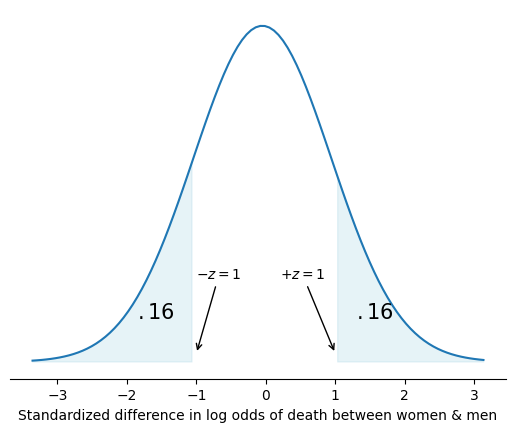 −z = 1
+z = 1
. 16
. 16
−3 −2 −1 0 1 2 3
Standardized difference in log odds of death between women & men